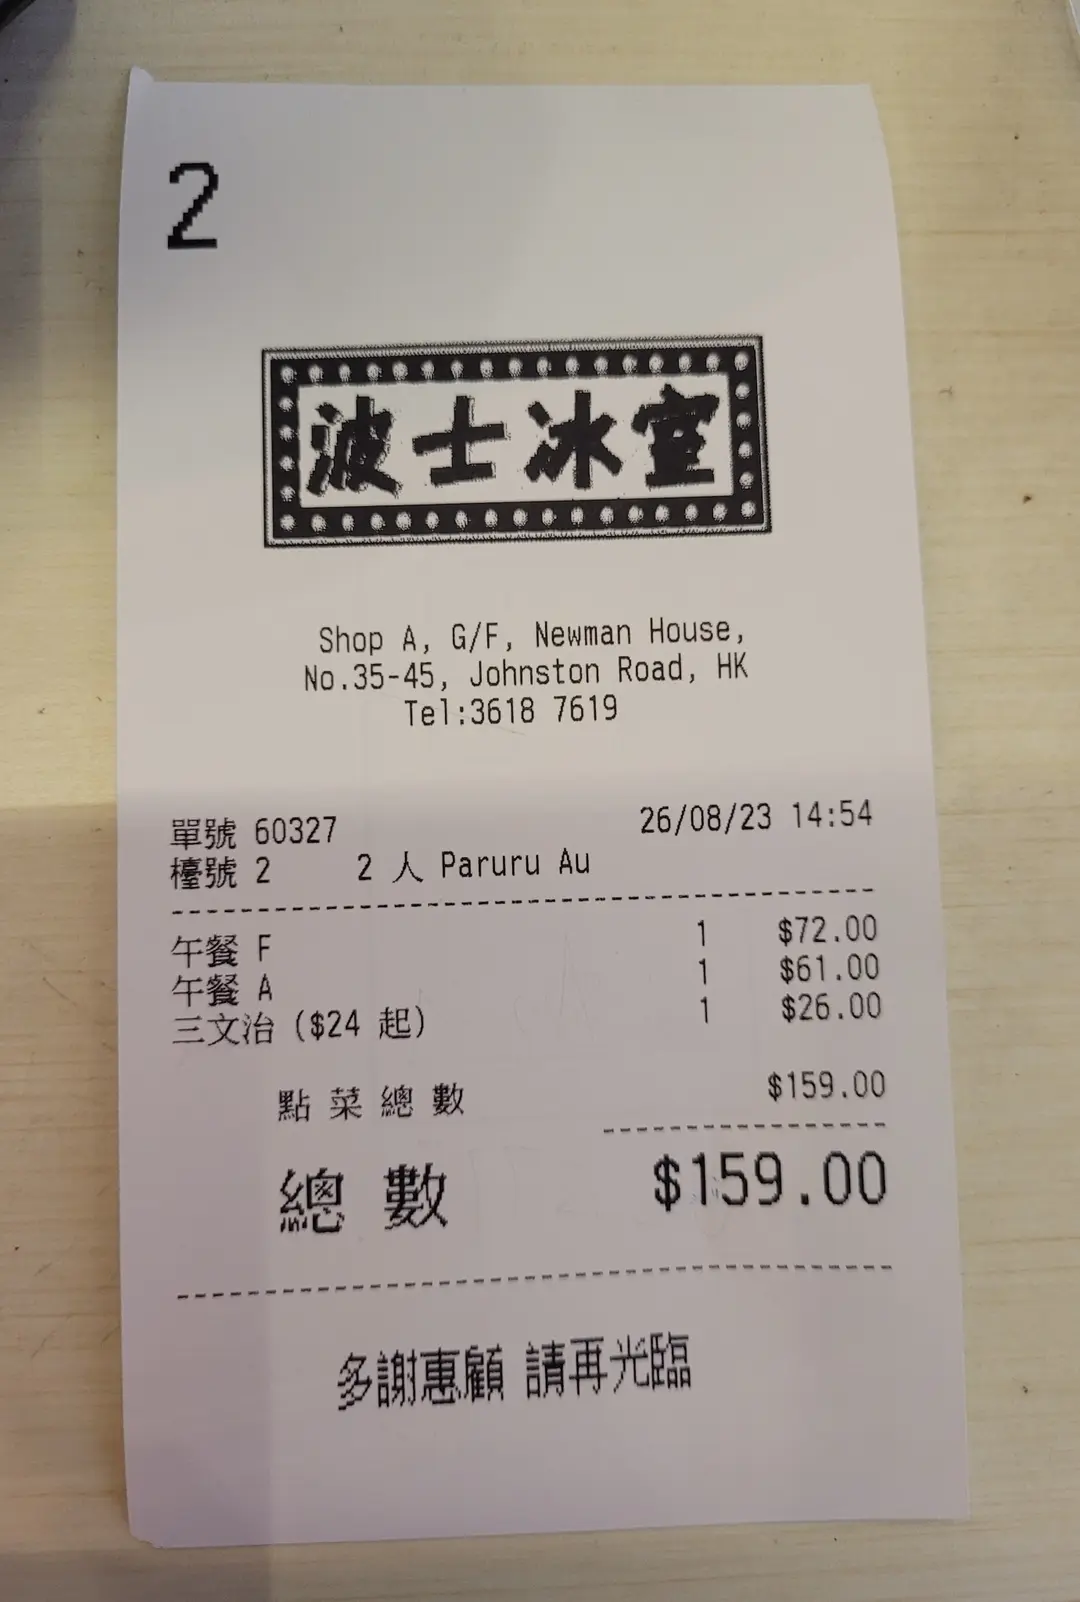 2
波士冰室
Shop A, G/F, Newman House,
No.35-45, Johnston Road, HK
Tel:3618 7619
單號 60327 26/08/23 14:54
檯號 2 2 人 Paruru Au
午餐 F 1 $72.00
午餐 A 1 $61.00
三文治 ($24 起) 1 $26.00
點菜總數 $159.00
總數 $159.00
多謝惠顧 請再光臨